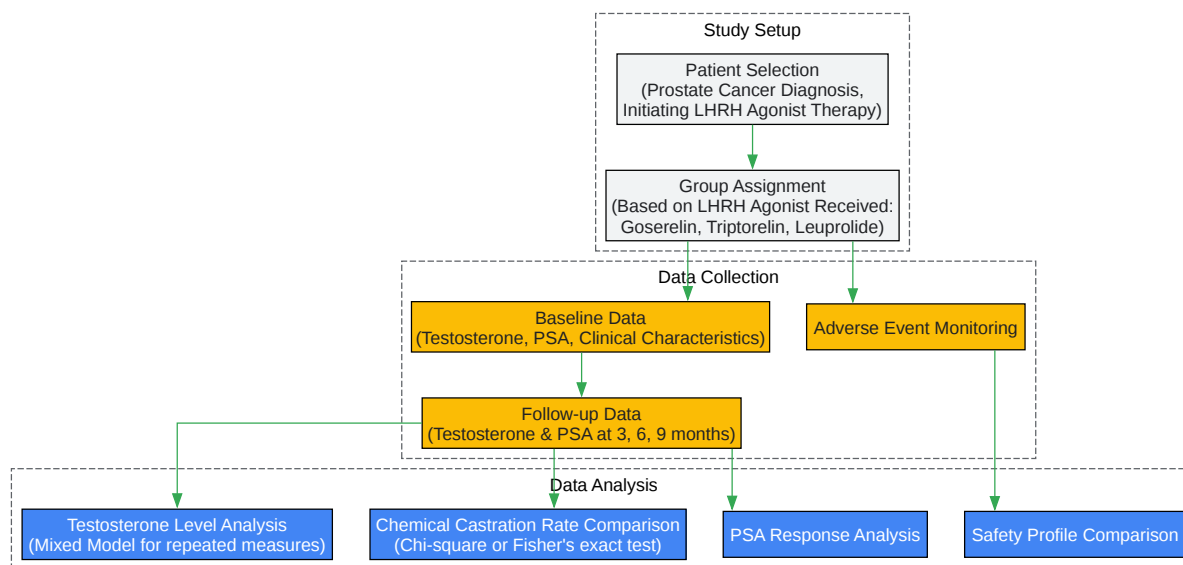 Study Setup
Patient Selection
(Prostate Cancer Diagnosis,
Initiating LHRH Agonist Therapy)
Group Assignment
(Based on LHRH Agonist Received:
Goserelin, Triptorelin, Leuprolide)
Data Collection
Baseline Data
(Testosterone, PSA, Clinical Characteristics)
Adverse Event Monitoring
Follow-up Data
(Testosterone & PSA at 3, 6, 9 months)
Data Analysis
Testosterone Level Analysis
(Mixed Model for repeated measures)
Chemical Castration Rate Comparison
(Chi-square or Fisher's exact test)
PSA Response Analysis
Safety Profile Comparison